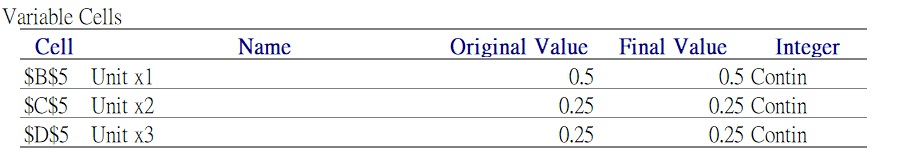 Variable Cells
Cell Name Original Value Final Value Integer
$B$5 Unit x1 0.5 0.5 Contin
$C$5 Unit x2 0.25 0.25 Contin
$D$5 Unit x3 0.25 0.25 Contin